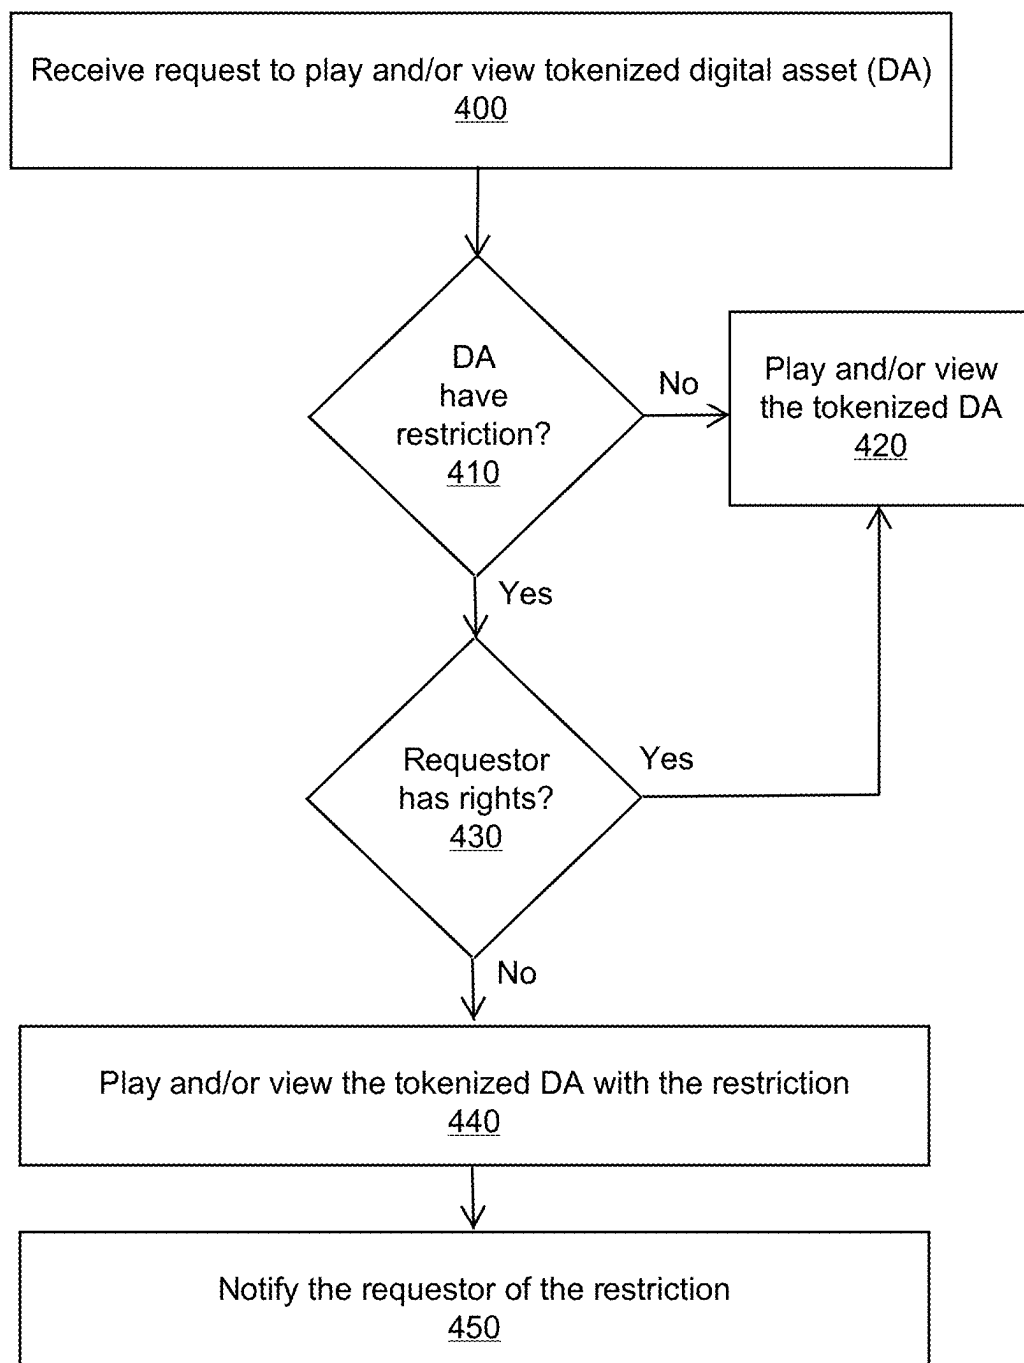 Receive request to play and/or view tokenized digital asset (DA)
400
DA
have
restriction?
410
No
Play and/or view
the tokenized DA
420
Yes
Requestor
has rights?
430
Yes
No
Play and/or view the tokenized DA with the restriction
440
Notify the requestor of the restriction
450